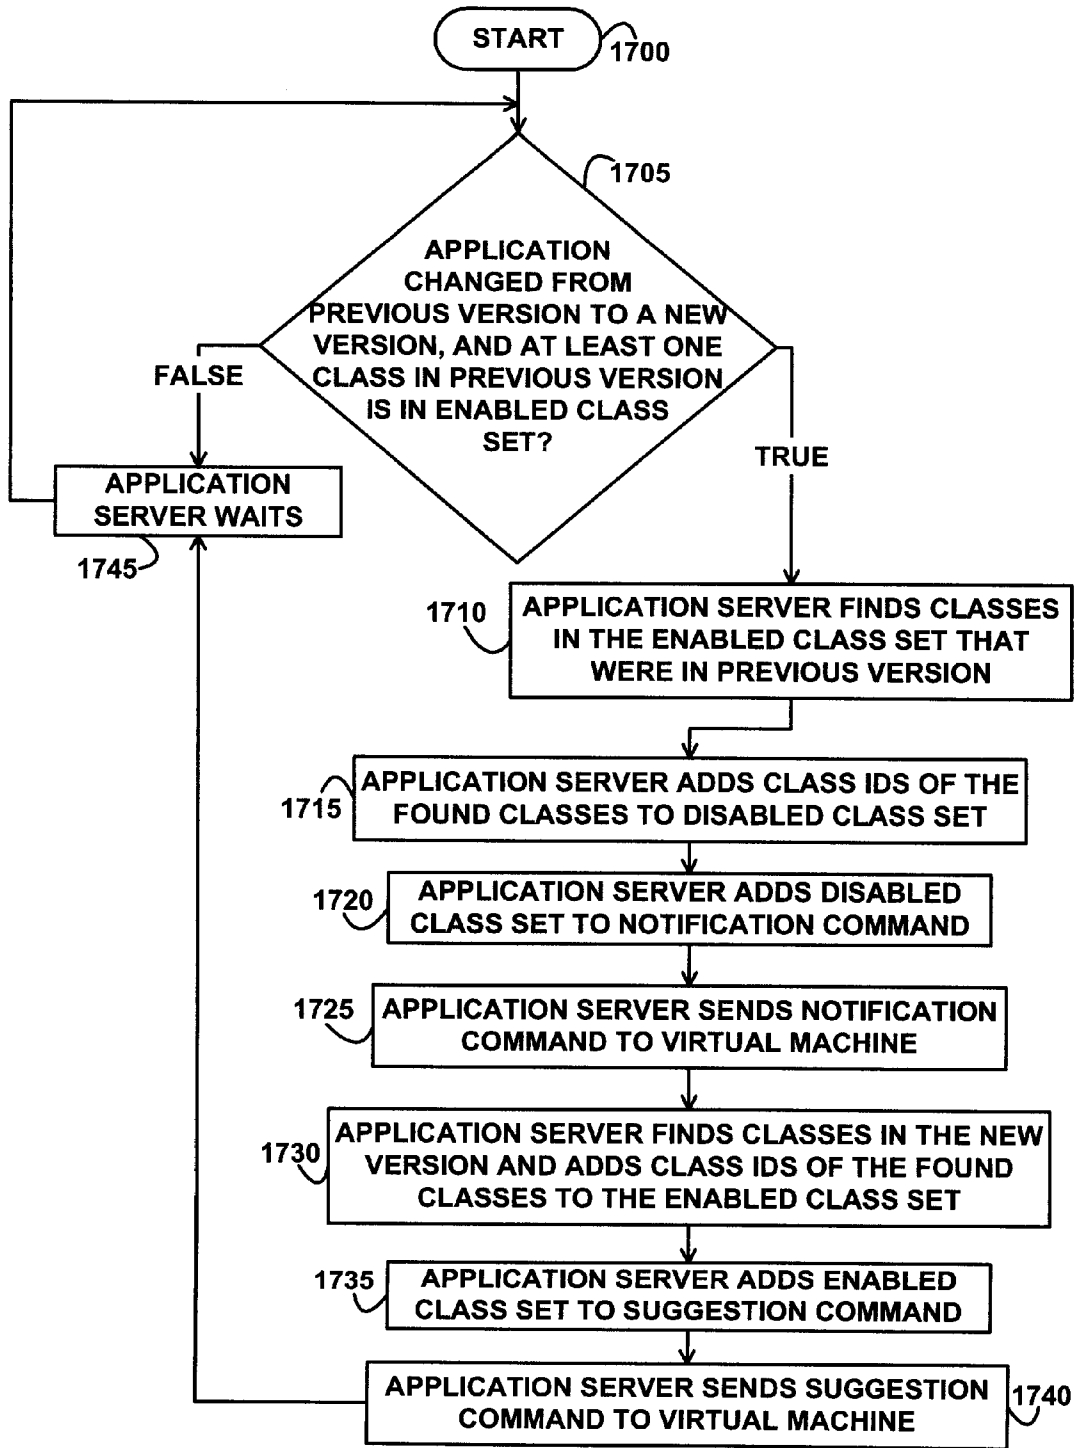 START
1700
1705
APPLICATION
CHANGED FROM
PREVIOUS VERSION TO A NEW
VERSION, AND AT LEAST ONE
CLASS IN PREVIOUS VERSION
IS IN ENABLED CLASS
SET?
FALSE
TRUE
APPLICATION
SERVER WAITS
1745
1710
APPLICATION SERVER FINDS CLASSES
IN THE ENABLED CLASS SET THAT
WERE IN PREVIOUS VERSION
1715
APPLICATION SERVER ADDS CLASS IDS OF THE
FOUND CLASSES TO DISABLED CLASS SET
1720
APPLICATION SERVER ADDS DISABLED
CLASS SET TO NOTIFICATION COMMAND
1725
APPLICATION SERVER SENDS NOTIFICATION
COMMAND TO VIRTUAL MACHINE
1730
APPLICATION SERVER FINDS CLASSES IN THE NEW
VERSION AND ADDS CLASS IDS OF THE FOUND
CLASSES TO THE ENABLED CLASS SET
1735
APPLICATION SERVER ADDS ENABLED
CLASS SET TO SUGGESTION COMMAND
APPLICATION SERVER SENDS SUGGESTION
COMMAND TO VIRTUAL MACHINE
1740